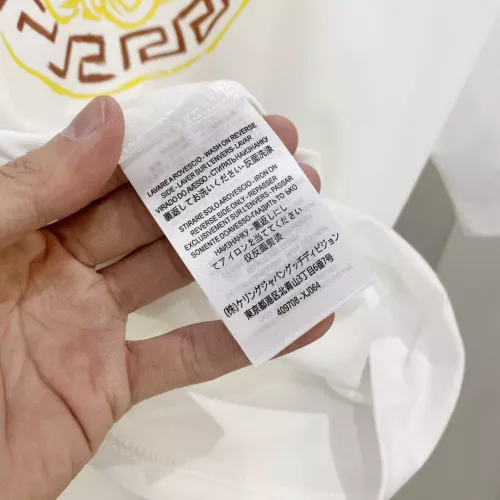 LAVARE A ROVESCIO - WASH ON REVERSE
SIDE - LAVER SUR L'ENVERS - LAVAR
VIRADO DO AVESSO - СТИРАТЬ НАИЗНАНКУ
裏返してお洗いください - 反面洗滌
STIRARE SOLO A ROVESCIO - IRON ON
REVERSE SIDE ONLY - REPASSER
EXCLUSIVEMENT SUR L'ENVERS - PASSAR
SOMENTE DO AVESSO - ГЛАДИТЬ ТО ЬКО
НАИЗНАНКУ - 裏返しにし
てアイロンを当ててください
仅反面熨烫
(株)ケリングジャパングッチディビジョン
東京都港区北青山3丁目6番7号
409708 - XJ064